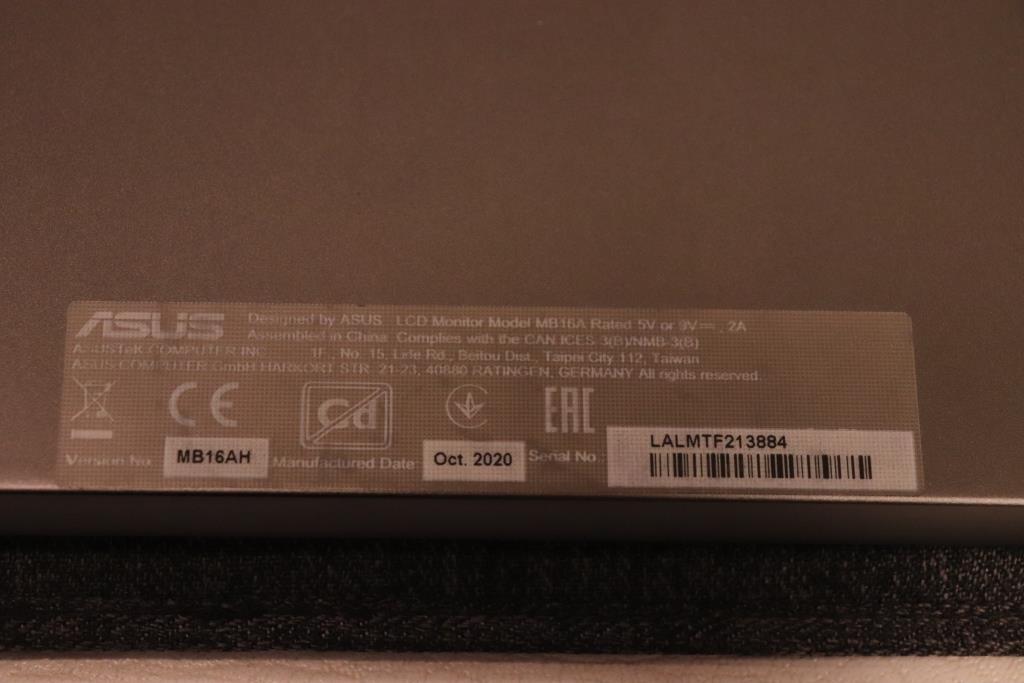 ASUS Designed by ASUS LCD Monitor Model MB16A Rated 5V or 9V⎓, 2A
Assembled in China Complies with the CAN ICES-3(B)/NMB-3(B)
ASUSTeK COMPUTER INC. 1F., No. 15, Lide Rd., Beitou Dist., Taipei City 112, Taiwan
ASUS COMPUTER GmbH HARKORT STR. 21-23, 40880 RATINGEN, GERMANY All rights reserved.
CE Cd EAC
Version No. MB16AH Manufactured Date: Oct. 2020 Serial No.: LALMTF213884